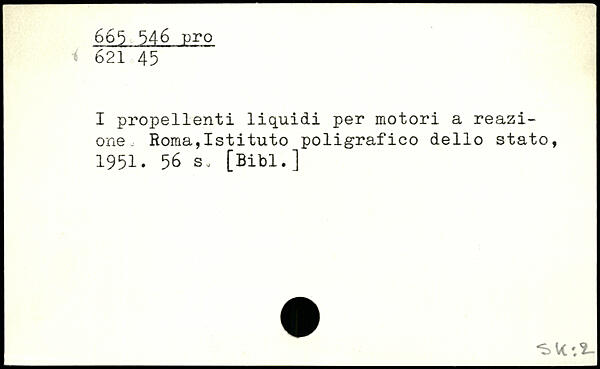 665.546 pro
621.45
I propellenti liquidi per motori a reazi-
one. Roma,Istituto poligrafico dello stato,
1951. 56 s. [Bibl.]
SK:2